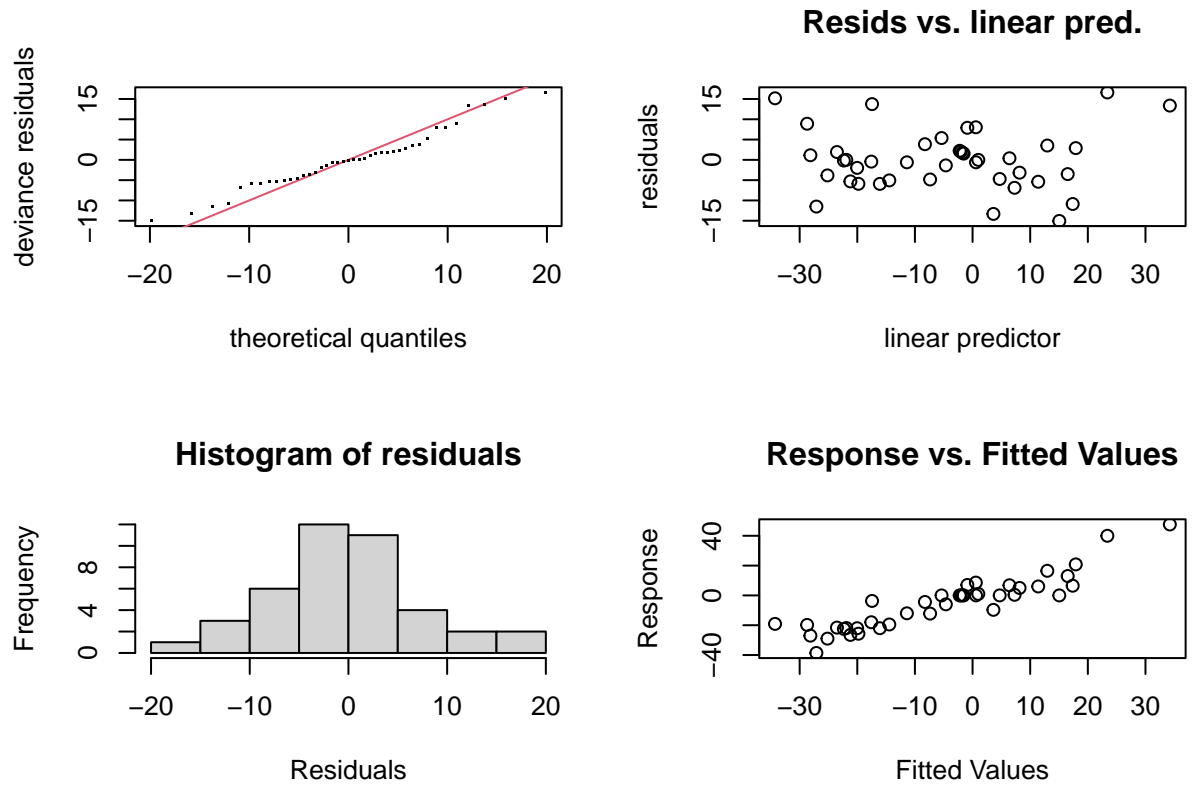 deviance residuals
−15 0 15
−20 −10 0 10 20
theoretical quantiles
Resids vs. linear pred.
residuals
−15 0 15
−30 −10 0 10 20 30
linear predictor
Histogram of residuals
Frequency
0 4 8
−20 −10 0 10 20
Residuals
Response vs. Fitted Values
Response
−40 0 40
−30 −10 0 10 20 30
Fitted Values